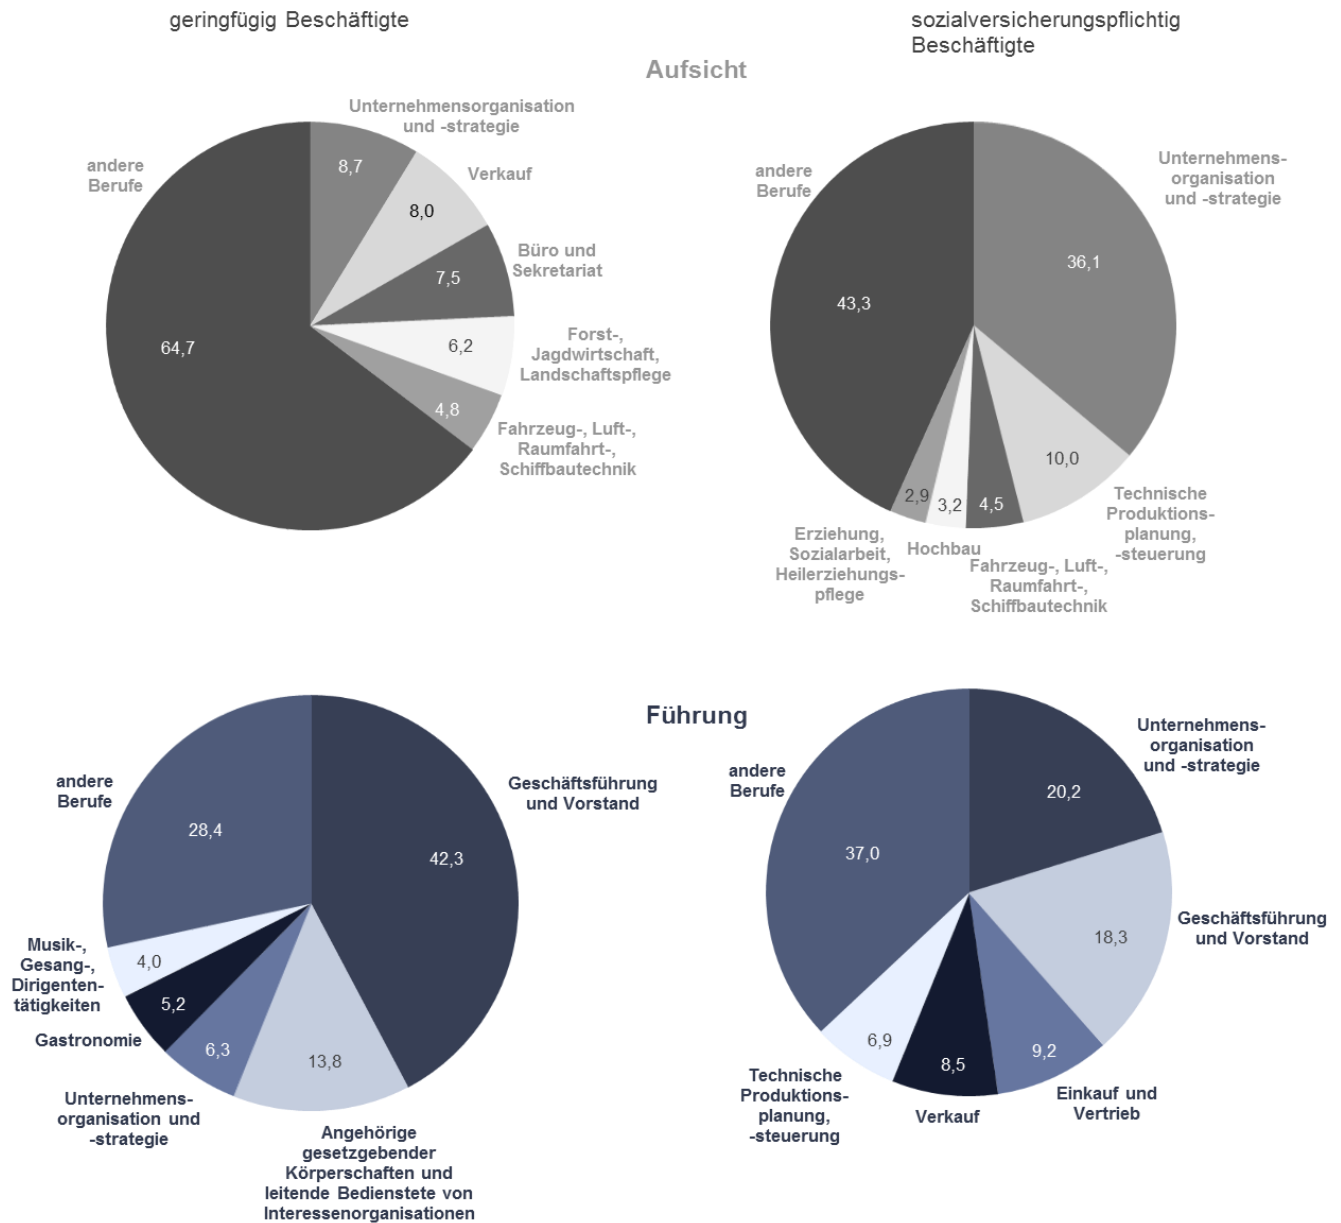 geringfügig Beschäftigte
sozialversicherungspflichtig
Beschäftigte
Aufsicht
Unternehmensorganisation
und -strategie
8,7
Verkauf
8,0
Büro und
Sekretariat
7,5
Forst-,
Jagdwirtschaft,
Landschaftspflege
6,2
Fahrzeug-, Luft-,
Raumfahrt-,
Schiffbautechnik
4,8
andere
Berufe
64,7
Unternehmens-
organisation
und -strategie
36,1
Technische
Produktions-
planung,
-steuerung
10,0
Fahrzeug-, Luft-,
Raumfahrt-,
Schiffbautechnik
4,5
Hochbau
3,2
Erziehung,
Sozialarbeit,
Heilerziehungs-
pflege
2,9
andere
Berufe
43,3
Führung
Geschäftsführung
und Vorstand
42,3
Angehörige
gesetzgebender
Körperschaften und
leitende Bedienstete von
Interessenorganisationen
13,8
Unternehmens-
organisation und
-strategie
6,3
Gastronomie
5,2
Musik-,
Gesang-,
Dirigenten-
tätigkeiten
4,0
andere
Berufe
28,4
Unternehmens-
organisation
und -strategie
20,2
Geschäftsführung
und Vorstand
18,3
Einkauf und
Vertrieb
9,2
Verkauf
8,5
Technische
Produktions-
planung,
-steuerung
6,9
andere
Berufe
37,0